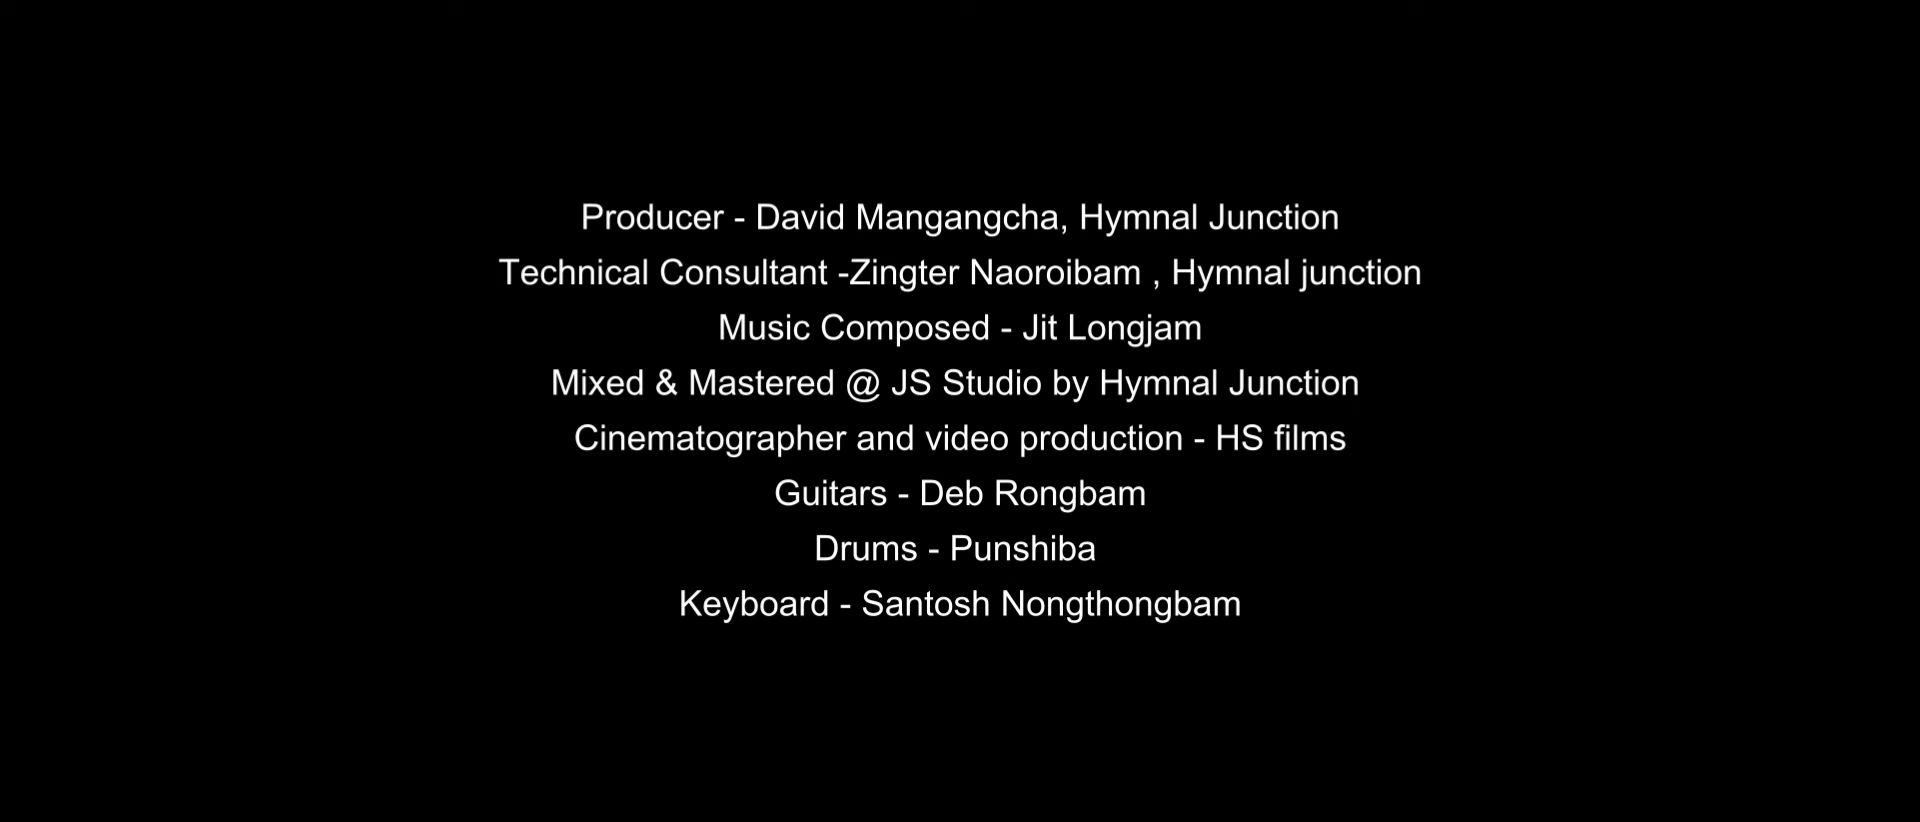 Producer - David Mangangcha, Hymnal Junction
Technical Consultant -Zingter Naoroibam , Hymnal junction
Music Composed - Jit Longjam
Mixed & Mastered @ JS Studio by Hymnal Junction
Cinematographer and video production - HS films
Guitars - Deb Rongbam
Drums - Punshiba
Keyboard - Santosh Nongthongbam